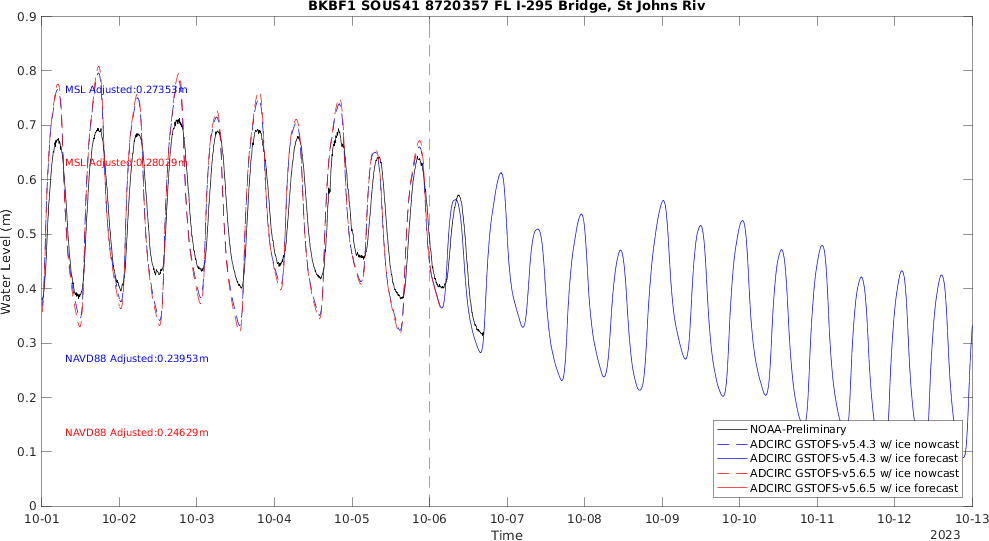 BKBF1 SOUS41 8720357 FL I-295 Bridge, St Johns Riv
0.9
0.8
0.7
0.6
0.5
0.4
0.3
0.2
0.1
0
Water Level (m)
MSL Adjusted:0.27353m
MSL Adjusted:0.28029m
NAVD88 Adjusted:0.23953m
NAVD88 Adjusted:0.24629m
NOAA-Preliminary
ADCIRC GSTOFS-v5.4.3 w/ ice nowcast
ADCIRC GSTOFS-v5.4.3 w/ ice forecast
ADCIRC GSTOFS-v5.6.5 w/ ice nowcast
ADCIRC GSTOFS-v5.6.5 w/ ice forecast
10-01 10-02 10-03 10-04 10-05 10-06 10-07 10-08 10-09 10-10 10-11 10-12 10-13
Time
2023